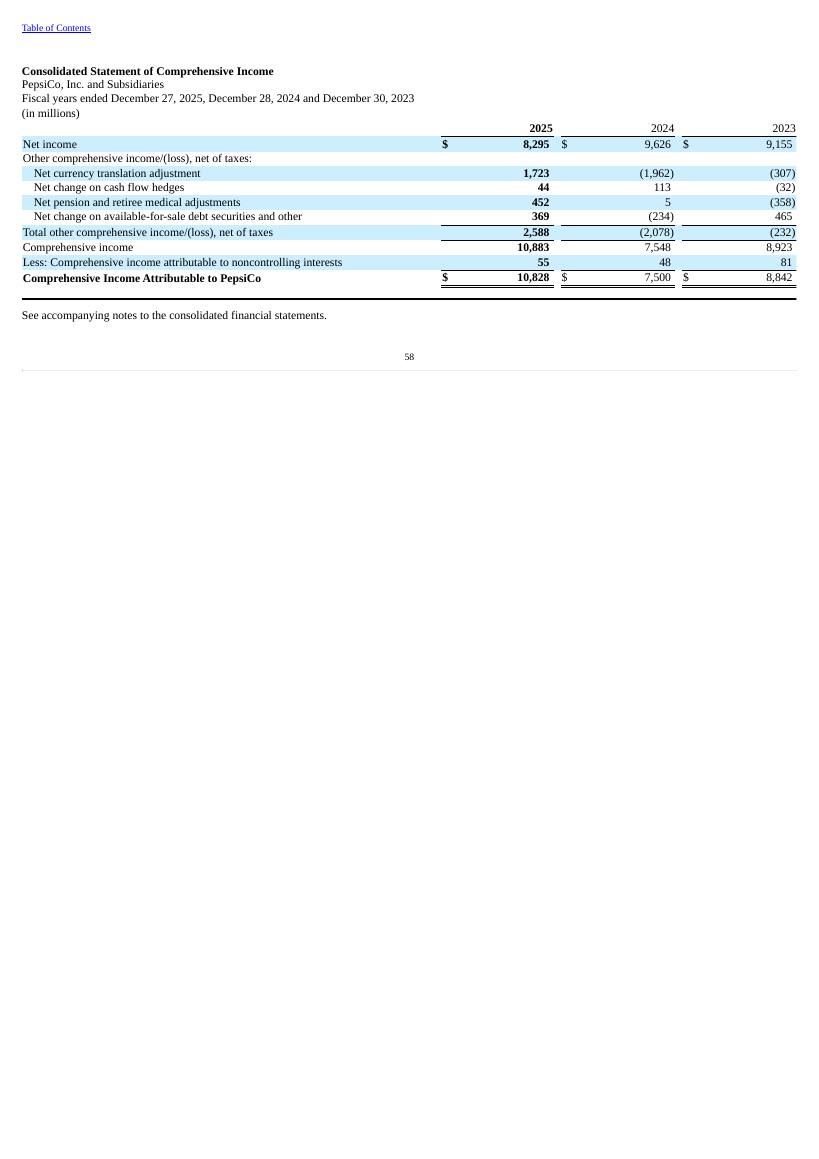 Table of Contents
Consolidated Statement of Comprehensive Income
PepsiCo, Inc. and Subsidiaries
Fiscal years ended December 27, 2025, December 28, 2024 and December 30, 2023
(in millions)
2025 2024 2023
Net income $ 8,295 $ 9,626 $ 9,155
Other comprehensive income/(loss), net of taxes:
Net currency translation adjustment 1,723 (1,962) (307)
Net change on cash flow hedges 44 113 (32)
Net pension and retiree medical adjustments 452 5 (358)
Net change on available-for-sale debt securities and other 369 (234) 465
Total other comprehensive income/(loss), net of taxes 2,588 (2,078) (232)
Comprehensive income 10,883 7,548 8,923
Less: Comprehensive income attributable to noncontrolling interests 55 48 81
Comprehensive Income Attributable to PepsiCo $ 10,828 $ 7,500 $ 8,842
See accompanying notes to the consolidated financial statements.
58